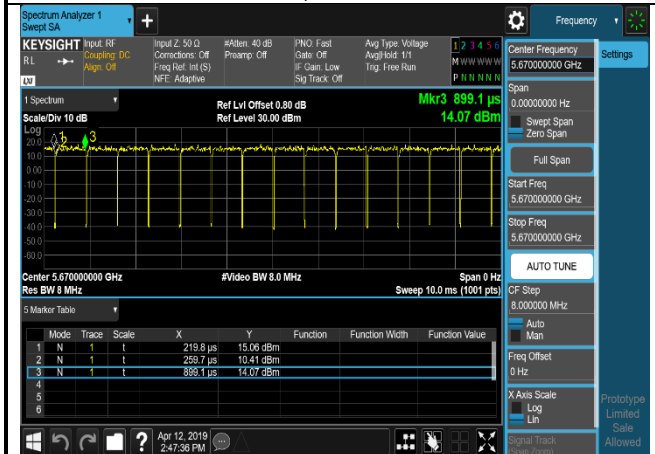 Spectrum Analyzer 1
Swept SA
+
Frequency
KEYSIGHT
RL
LXI
Input: RF
Coupling: DC
Align: Off
Input Z: 50 Ω
Corrections: Off
Freq Ref: Int (S)
NFE: Adaptive
#Atten: 40 dB
Preamp: Off
PNO: Fast
Gate: Off
IF Gain: Low
Sig Track: Off
Avg Type: Voltage
Avg|Hold: 1/1
Trig: Free Run
1 2 3 4 5 6
M W W W W W
P N N N N N
1 Spectrum
Scale/Div 10 dB
Ref Lvl Offset 0.80 dB
Ref Level 30.00 dBm
Mkr3 899.1 µs
14.07 dBm
Log
20.0
10.0
0.00
-10.0
-20.0
-30.0
-40.0
-50.0
-60.0
1
2
3
Center 5.670000000 GHz
Res BW 8 MHz
#Video BW 8.0 MHz
Span 0 Hz
Sweep 10.0 ms (1001 pts)
5 Marker Table
Mode Trace Scale X Y Function Function Width Function Value
1 N 1 t 219.8 µs 15.06 dBm
2 N 1 t 259.7 µs 10.41 dBm
3 N 1 t 899.1 µs 14.07 dBm
4
5
6
?
Apr 12, 2019
2:47:36 PM
Center Frequency
5.670000000 GHz
Span
0.00000000 Hz
Swept Span
Zero Span
Full Span
Start Freq
5.670000000 GHz
Stop Freq
5.670000000 GHz
AUTO TUNE
CF Step
8.000000 MHz
Auto
Man
Freq Offset
0 Hz
X Axis Scale
Log
Lin
Signal Track
(Span Zoom)
Settings
Prototype
Limited
Sale
Allowed